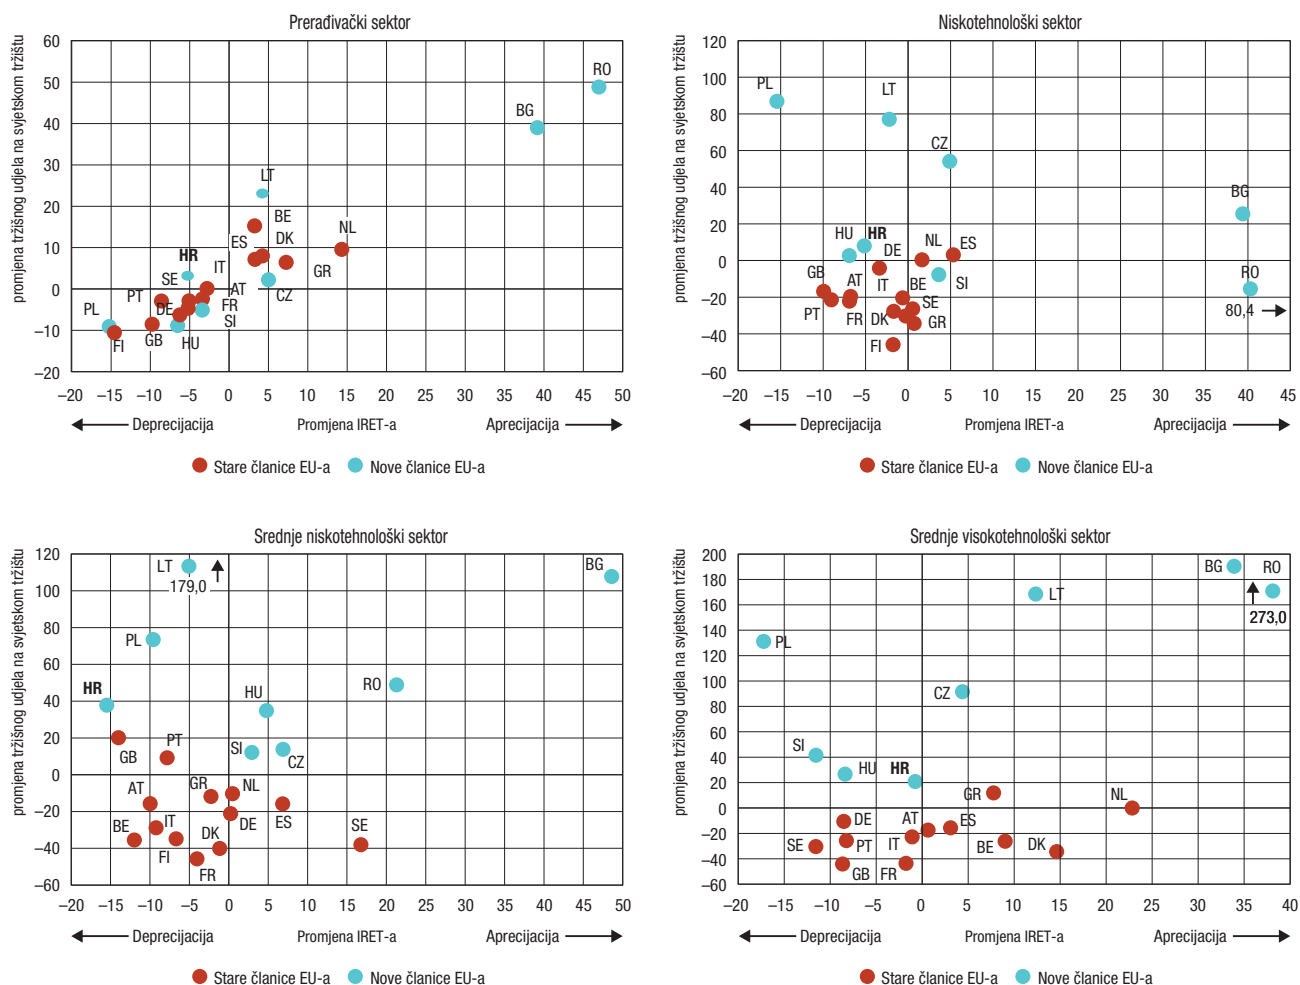 Prerađivački sektor
promjena tržišnog udjela na svjetskom tržištu
60
50
40
30
20
10
0
–10
–20
RO
BG
LT
BE
NL
ES
DK
HR
IT
GR
SE
AT
CZ
PT
DE
FR
PL
SI
GB
HU
FI
–20 –15 –10 –5 0 5 10 15 20 25 30 35 40 45 50
Deprecijacija Promjena IRET-a Aprecijacija
Stare članice EU-a Nove članice EU-a
Niskotehnološki sektor
promjena tržišnog udjela na svjetskom tržištu
120
100
80
60
40
20
0
–20
–40
–60
PL
LT
CZ
BG
HU
HR
DE
NL
ES
GB
AT
IT
BE
SI
RO
PT
FR
DK
SE
GR
80,4
FI
–20 –15 –10 –5 0 5 10 15 20 25 30 35 40 45
Deprecijacija Promjena IRET-a Aprecijacija
Stare članice EU-a Nove članice EU-a
Srednje niskotehnološki sektor
promjena tržišnog udjela na svjetskom tržištu
120
100
80
60
40
20
0
–20
–40
–60
LT
179,0
BG
PL
HR
HU
RO
GB
PT
SI
CZ
AT
GR
NL
BE
IT
DK
DE
ES
SE
FI
FR
–20 –15 –10 –5 0 5 10 15 20 25 30 35 40 45 50
Deprecijacija Promjena IRET-a Aprecijacija
Stare članice EU-a Nove članice EU-a
Srednje visokotehnološki sektor
promjena tržišnog udjela na svjetskom tržištu
200
180
160
140
120
100
80
60
40
20
0
–20
–40
–60
BG
RO
LT
273,0
PL
CZ
SI
HU
HR
GR
NL
DE
AT
ES
SE
PT
IT
BE
DK
GB
FR
–20 –15 –10 –5 0 5 10 15 20 25 30 35 40
Deprecijacija Promjena IRET-a Aprecijacija
Stare članice EU-a Nove članice EU-a